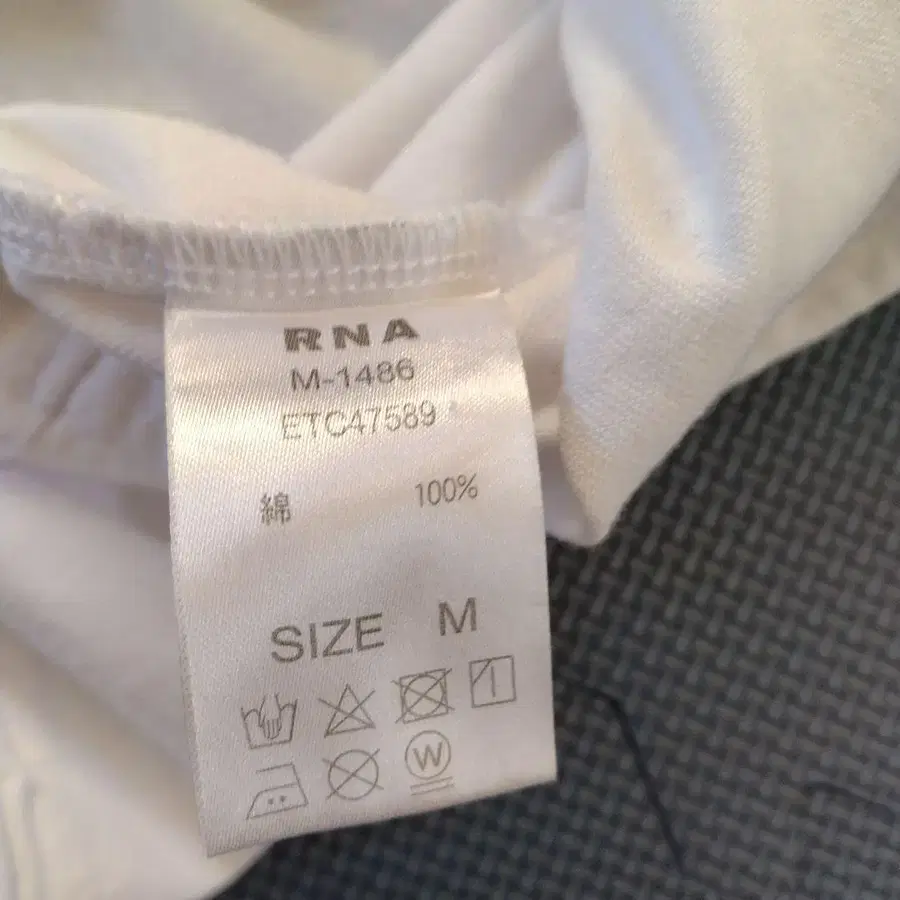 RNA
M-1486
ETC47589
綿 100%
SIZE M
W